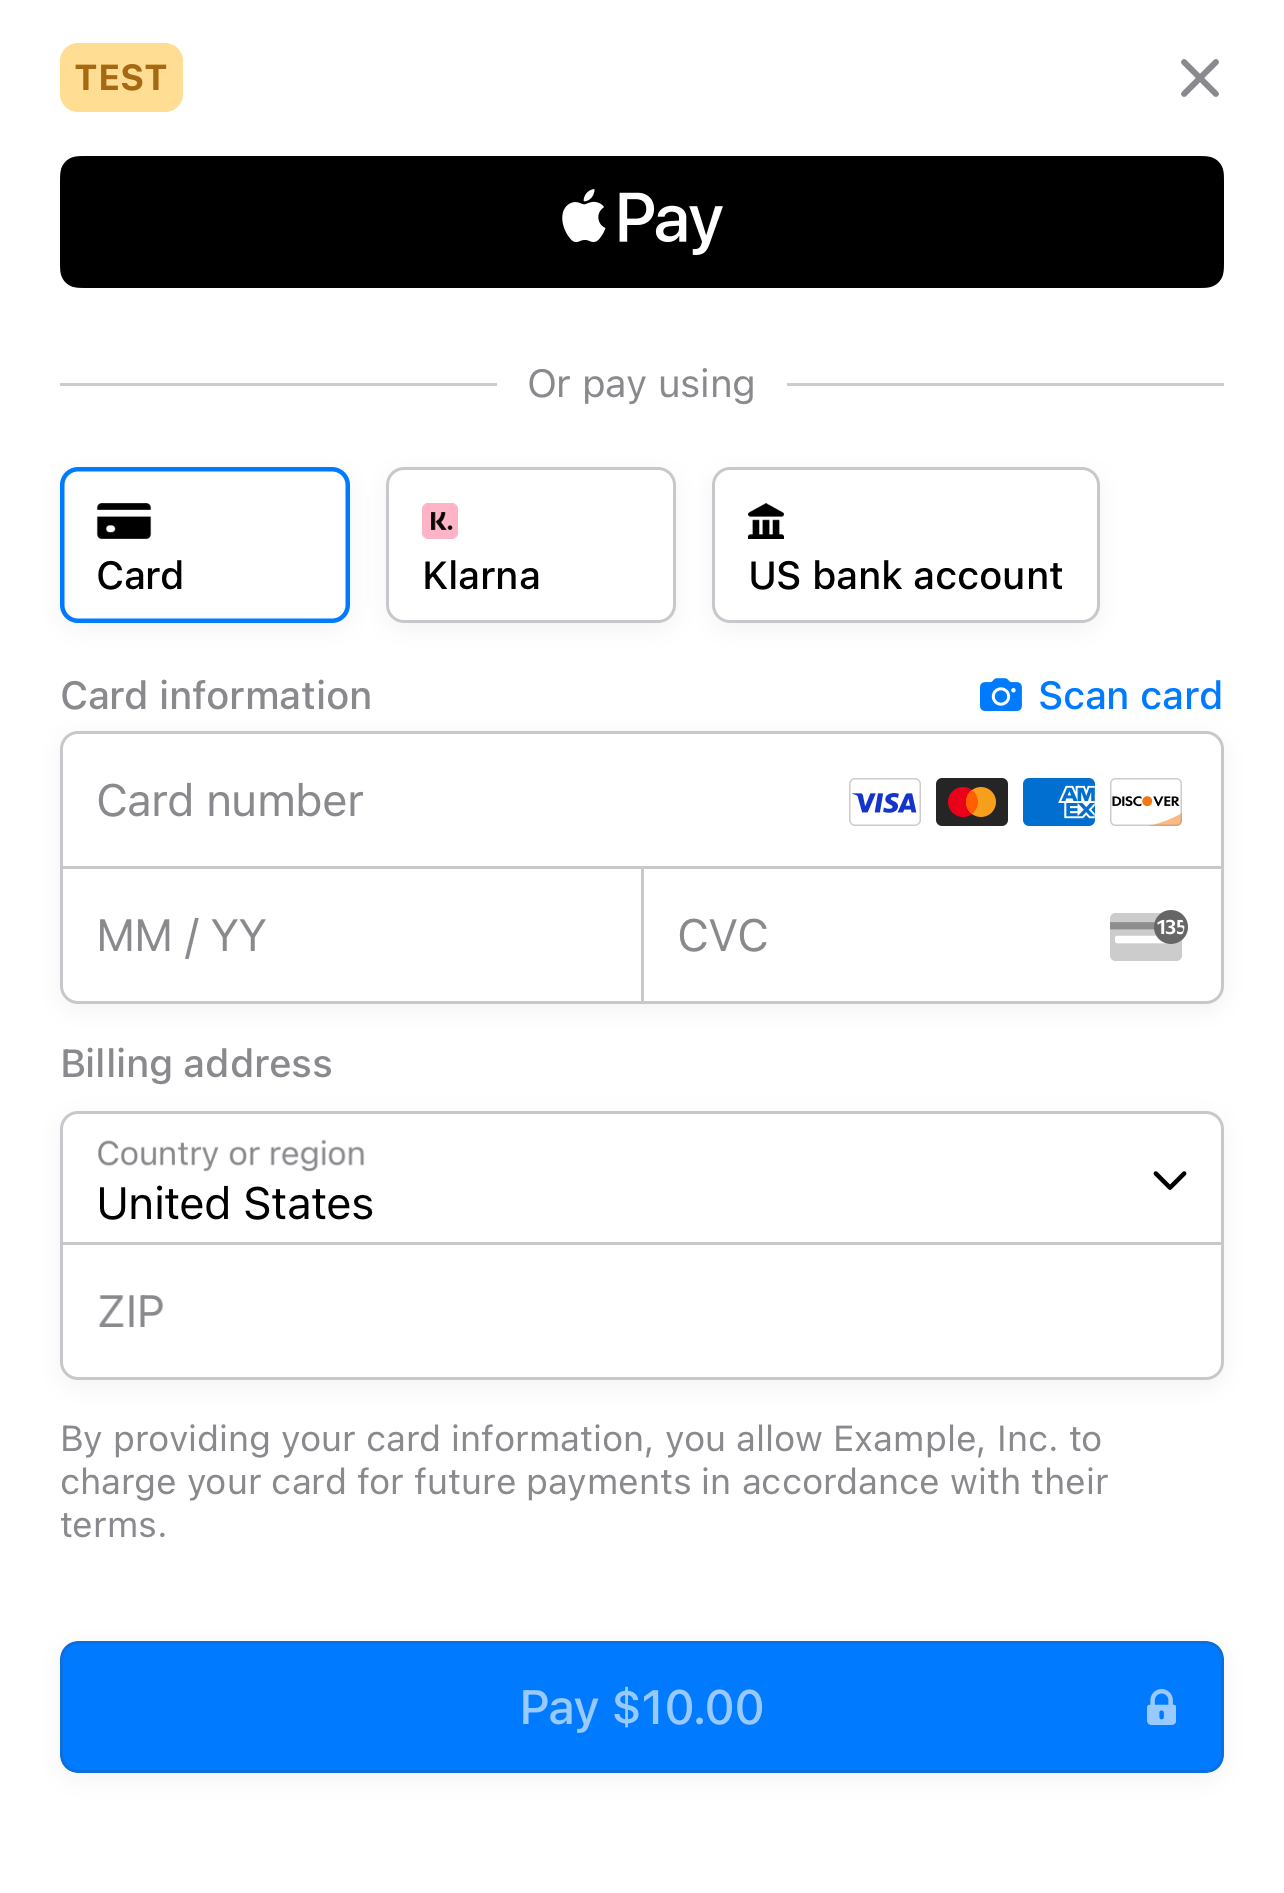 TEST
Pay
Or pay using
K.
Card
Klarna
US bank account
Card information
Scan card
Card number
VISA
AM
EX
DISCOVER
MM / YY
CVC
135
Billing address
Country or region
United States
ZIP
By providing your card information, you allow Example, Inc. to
charge your card for future payments in accordance with their
terms.
Pay $10.00